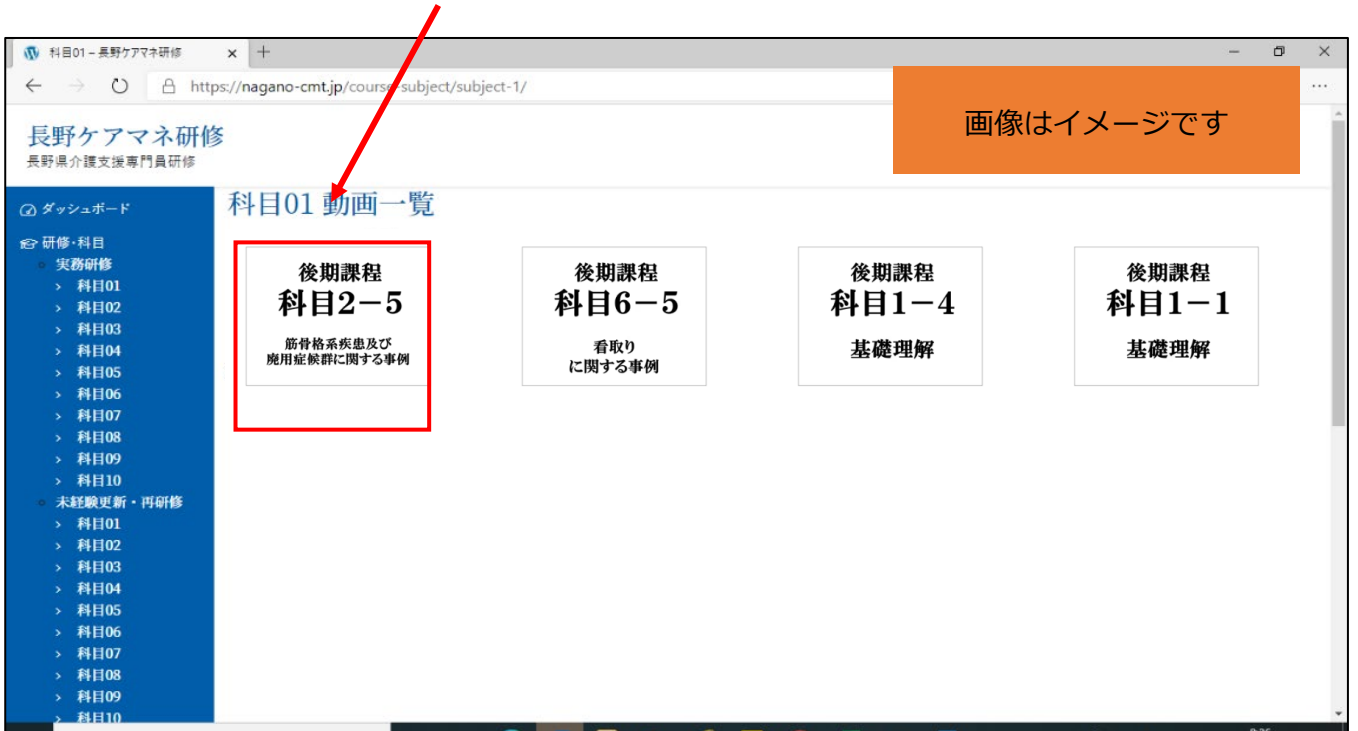 科目01 – 長野ケアマネ研修
https://nagano-cmt.jp/course-subject/subject-1/
画像はイメージです
長野ケアマネ研修
長野県介護支援専門員研修
ダッシュボード
研修・科目
実務研修
科目01
科目02
科目03
科目04
科目05
科目06
科目07
科目08
科目09
科目10
未経験更新・再研修
科目01
科目02
科目03
科目04
科目05
科目06
科目07
科目08
科目09
科目10
科目01 動画一覧
後期課程
科目2－5
筋骨格系疾患及び
廃用症候群に関する事例
後期課程
科目6－5
看取り
に関する事例
後期課程
科目1－4
基礎理解
後期課程
科目1－1
基礎理解